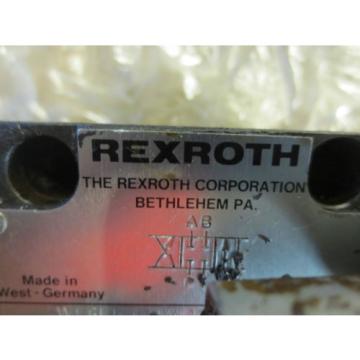 REXROTH
THE REXROTH CORPORATION
BETHLEHEM PA.
AB
Made in
West-Germany